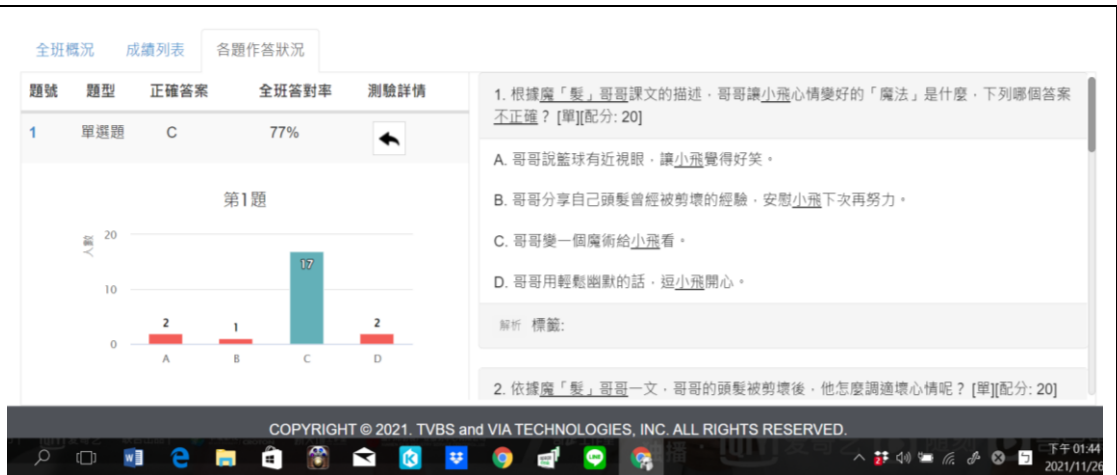 全班概況 成績列表 各題作答狀況
題號 題型 正確答案 全班答對率 測驗詳情
1 單選題 C 77%
第1題
人數
20
10
0
2
1
17
2
A B C D
1. 根據魔「髮」哥哥課文的描述，哥哥讓小飛心情變好的「魔法」是什麼，下列哪個答案
不正確？ [單][配分: 20]
A. 哥哥說籃球有近視眼，讓小飛覺得好笑。
B. 哥哥分享自己頭髮曾經被剪壞的經驗，安慰小飛下次再努力。
C. 哥哥變一個魔術給小飛看。
D. 哥哥用輕鬆幽默的話，逗小飛開心。
解析 標籤:
2. 依據魔「髮」哥哥一文，哥哥的頭髮被剪壞後，他怎麼調適壞心情呢？ [單][配分: 20]
COPYRIGHT © 2021. TVBS and VIA TECHNOLOGIES, INC. ALL RIGHTS RESERVED.
下午 01:44
2021/11/26